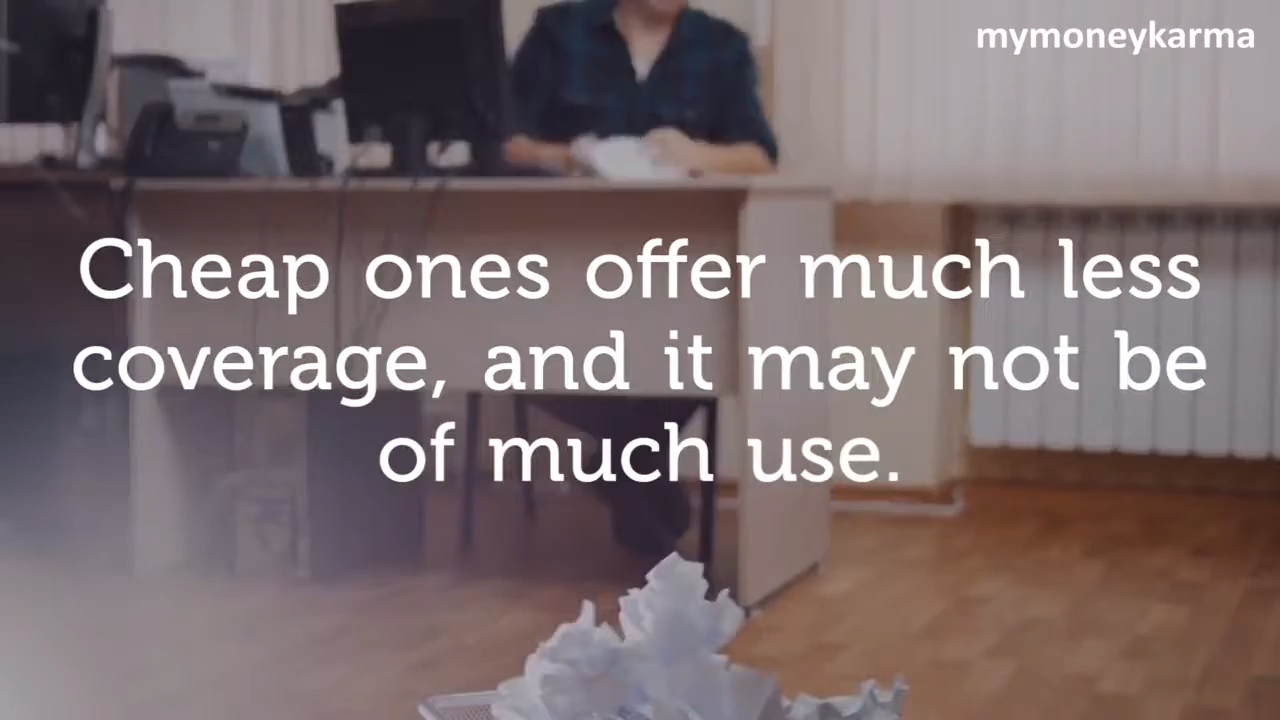 mymoneykarma
Cheap ones offer much less
coverage, and it may not be
of much use.